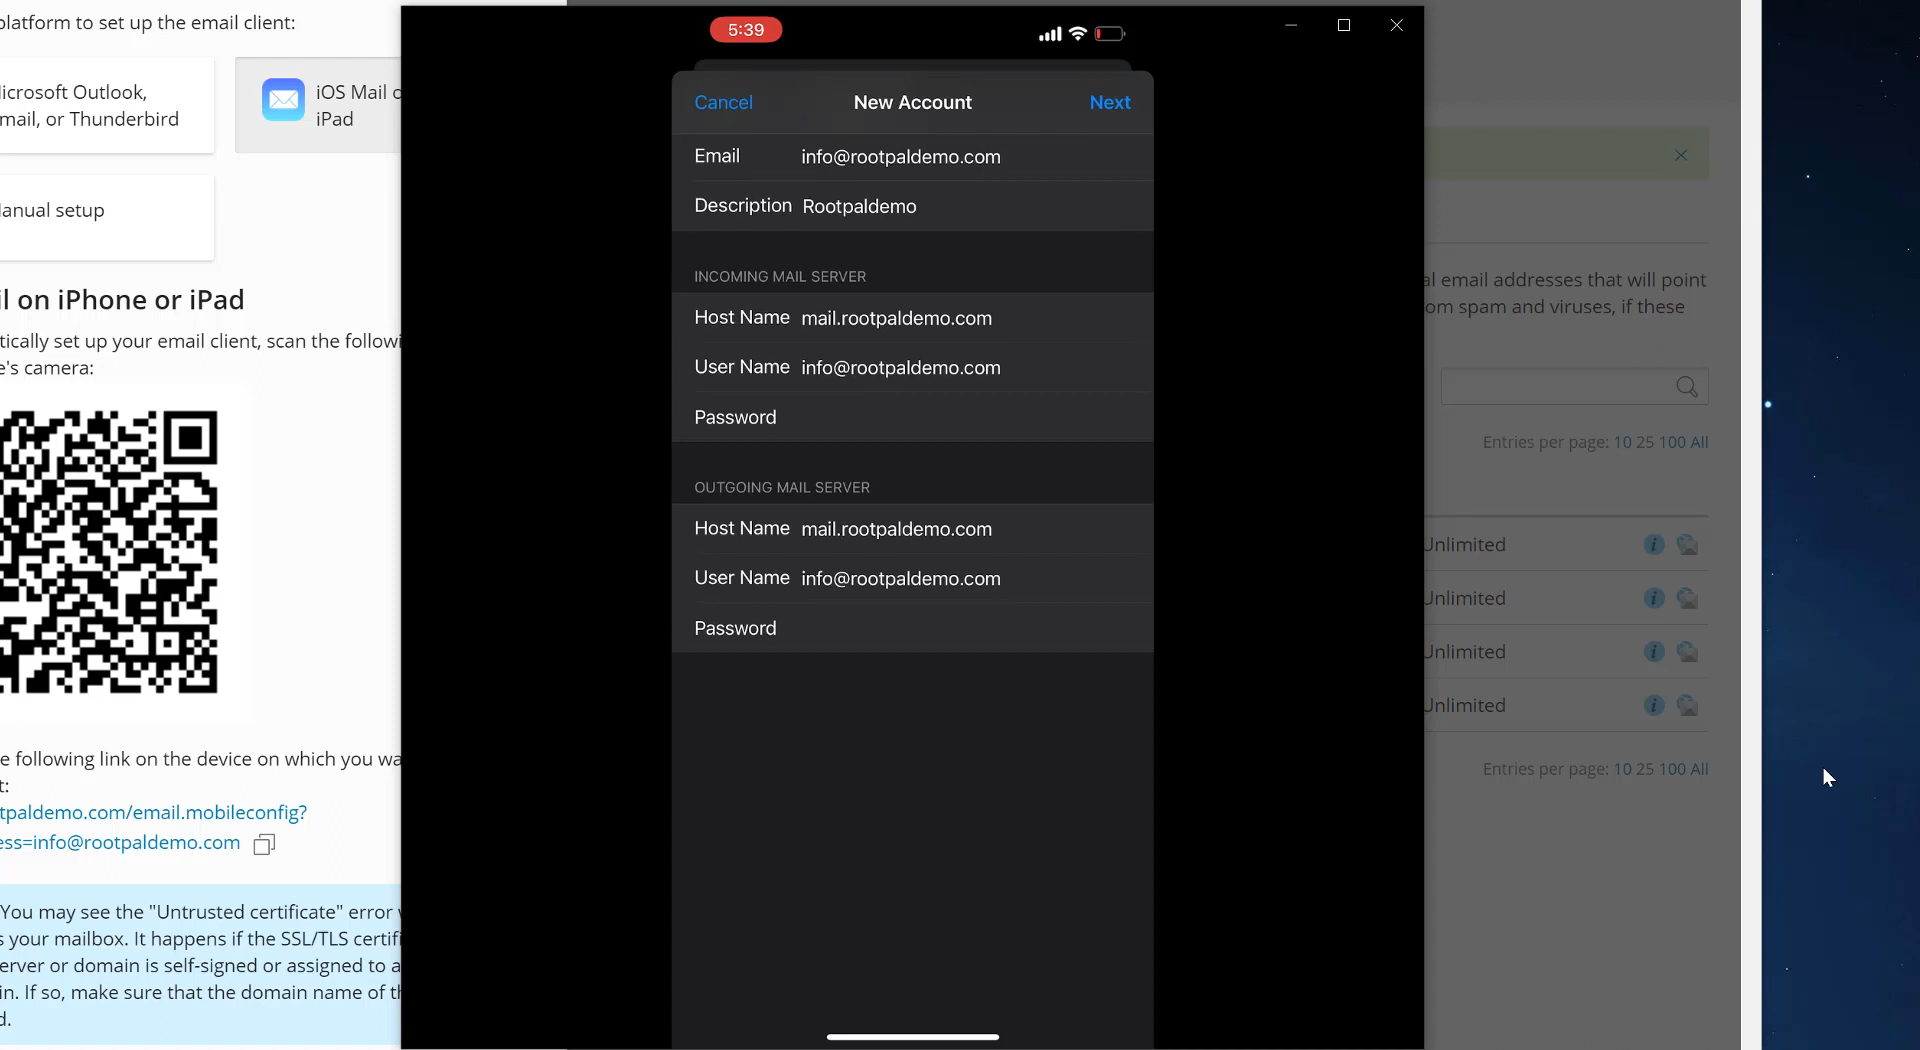 platform to set up the email client:
icrosoft Outlook,
mail, or Thunderbird
iOS Mail o
iPad
anual setup
il on iPhone or iPad
tically set up your email client, scan the followi
e's camera:
e following link on the device on which you wa
t:
tpaldemo.com/email.mobileconfig?
ess=info@rootpaldemo.com
You may see the "Untrusted certificate" error
s your mailbox. It happens if the SSL/TLS certifi
erver or domain is self-signed or assigned to a
in. If so, make sure that the domain name of th
d.
5:39
Cancel
New Account
Next
Email info@rootpaldemo.com
Description Rootpaldemo
INCOMING MAIL SERVER
Host Name mail.rootpaldemo.com
User Name info@rootpaldemo.com
Password
OUTGOING MAIL SERVER
Host Name mail.rootpaldemo.com
User Name info@rootpaldemo.com
Password
al email addresses that will point
om spam and viruses, if these
Entries per page: 10 25 100 All
Unlimited
Unlimited
Unlimited
Unlimited
Entries per page: 10 25 100 All